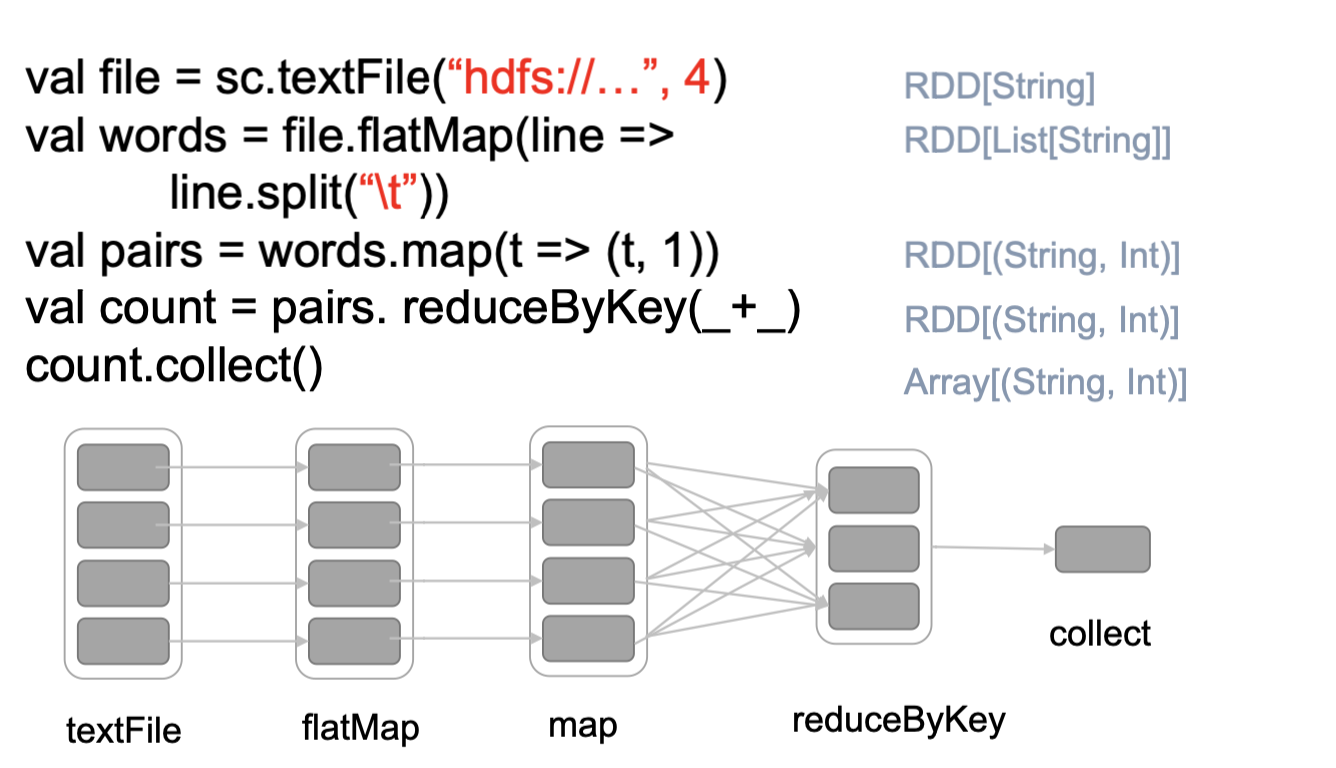 val file = sc.textFile(“hdfs://...”, 4) RDD[String]
val words = file.flatMap(line => RDD[List[String]]
line.split(“\t”))
val pairs = words.map(t => (t, 1)) RDD[(String, Int)]
val count = pairs. reduceByKey(_+_) RDD[(String, Int)]
count.collect() Array[(String, Int)]
collect
textFile flatMap map reduceByKey